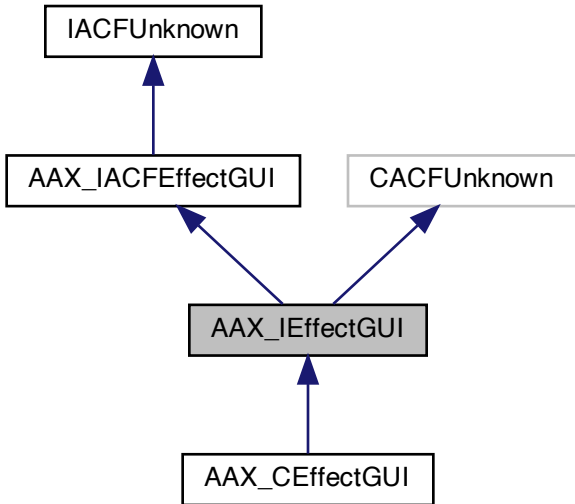 IACFUnknown
AAX_IACFEffectGUI
CACFUnknown
AAX_IEffectGUI
AAX_CEffectGUI